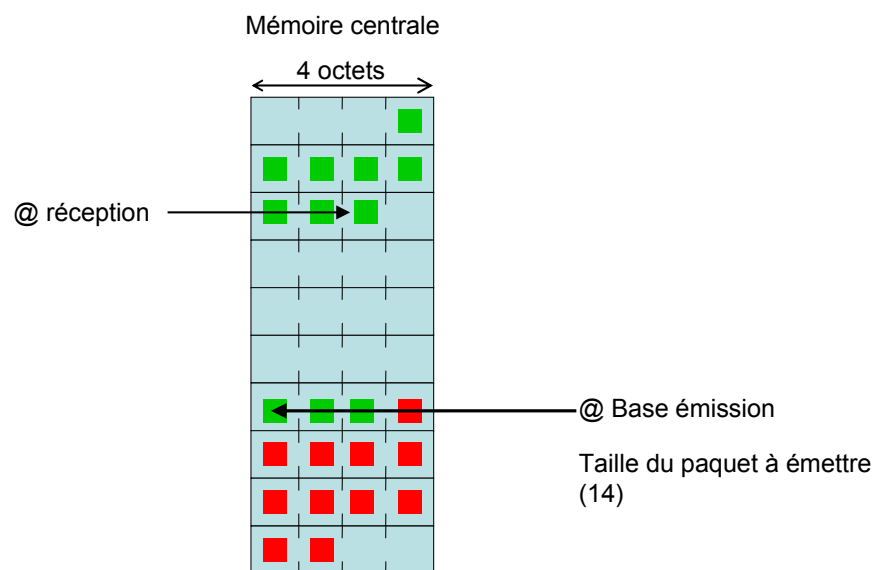 Mémoire centrale
4 octets
@ réception
@ Base émission
Taille du paquet à émettre
(14)